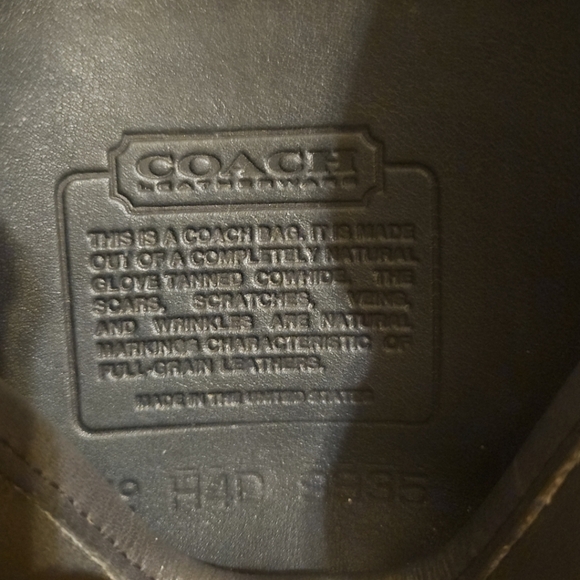 COACH
LEATHERWARE
THIS IS A COACH BAG. IT IS MADE
OUT OF A COMPLETELY NATURAL
GLOVE TANNED COWHIDE. THE
SCARS, SCRATCHES, VEINS,
AND WRINKLES ARE NATURAL
MARKINGS CHARACTERISTIC OF
FULL-GRAIN LEATHERS.
MADE IN THE UNITED STATES
No H4D